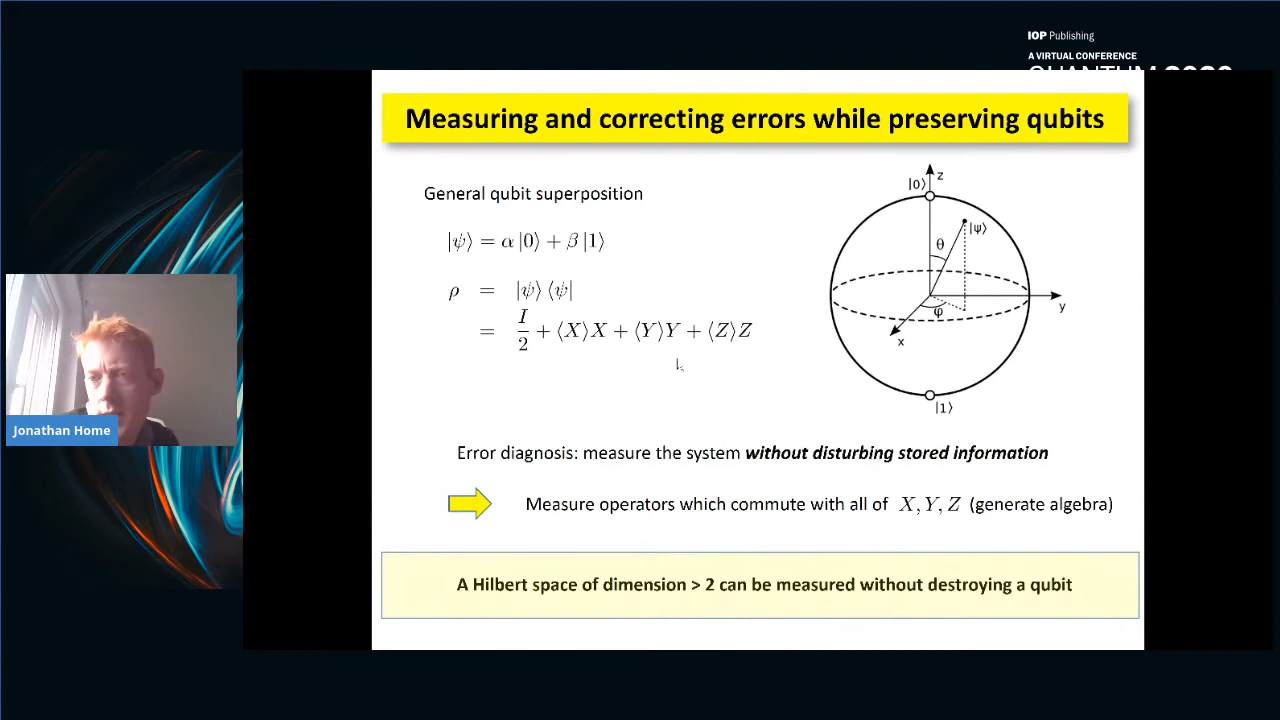 IOP Publishing
A VIRTUAL CONFERENCE
Measuring and correcting errors while preserving qubits
General qubit superposition
|ψ⟩ = α |0⟩ + β |1⟩
ρ = |ψ⟩ ⟨ψ|
= I/2 + ⟨X⟩X + ⟨Y⟩Y + ⟨Z⟩Z
z
|0⟩
|ψ⟩
θ
φ
y
x
|1⟩
Jonathan Home
Error diagnosis: measure the system without disturbing stored information
Measure operators which commute with all of X, Y, Z (generate algebra)
A Hilbert space of dimension > 2 can be measured without destroying a qubit